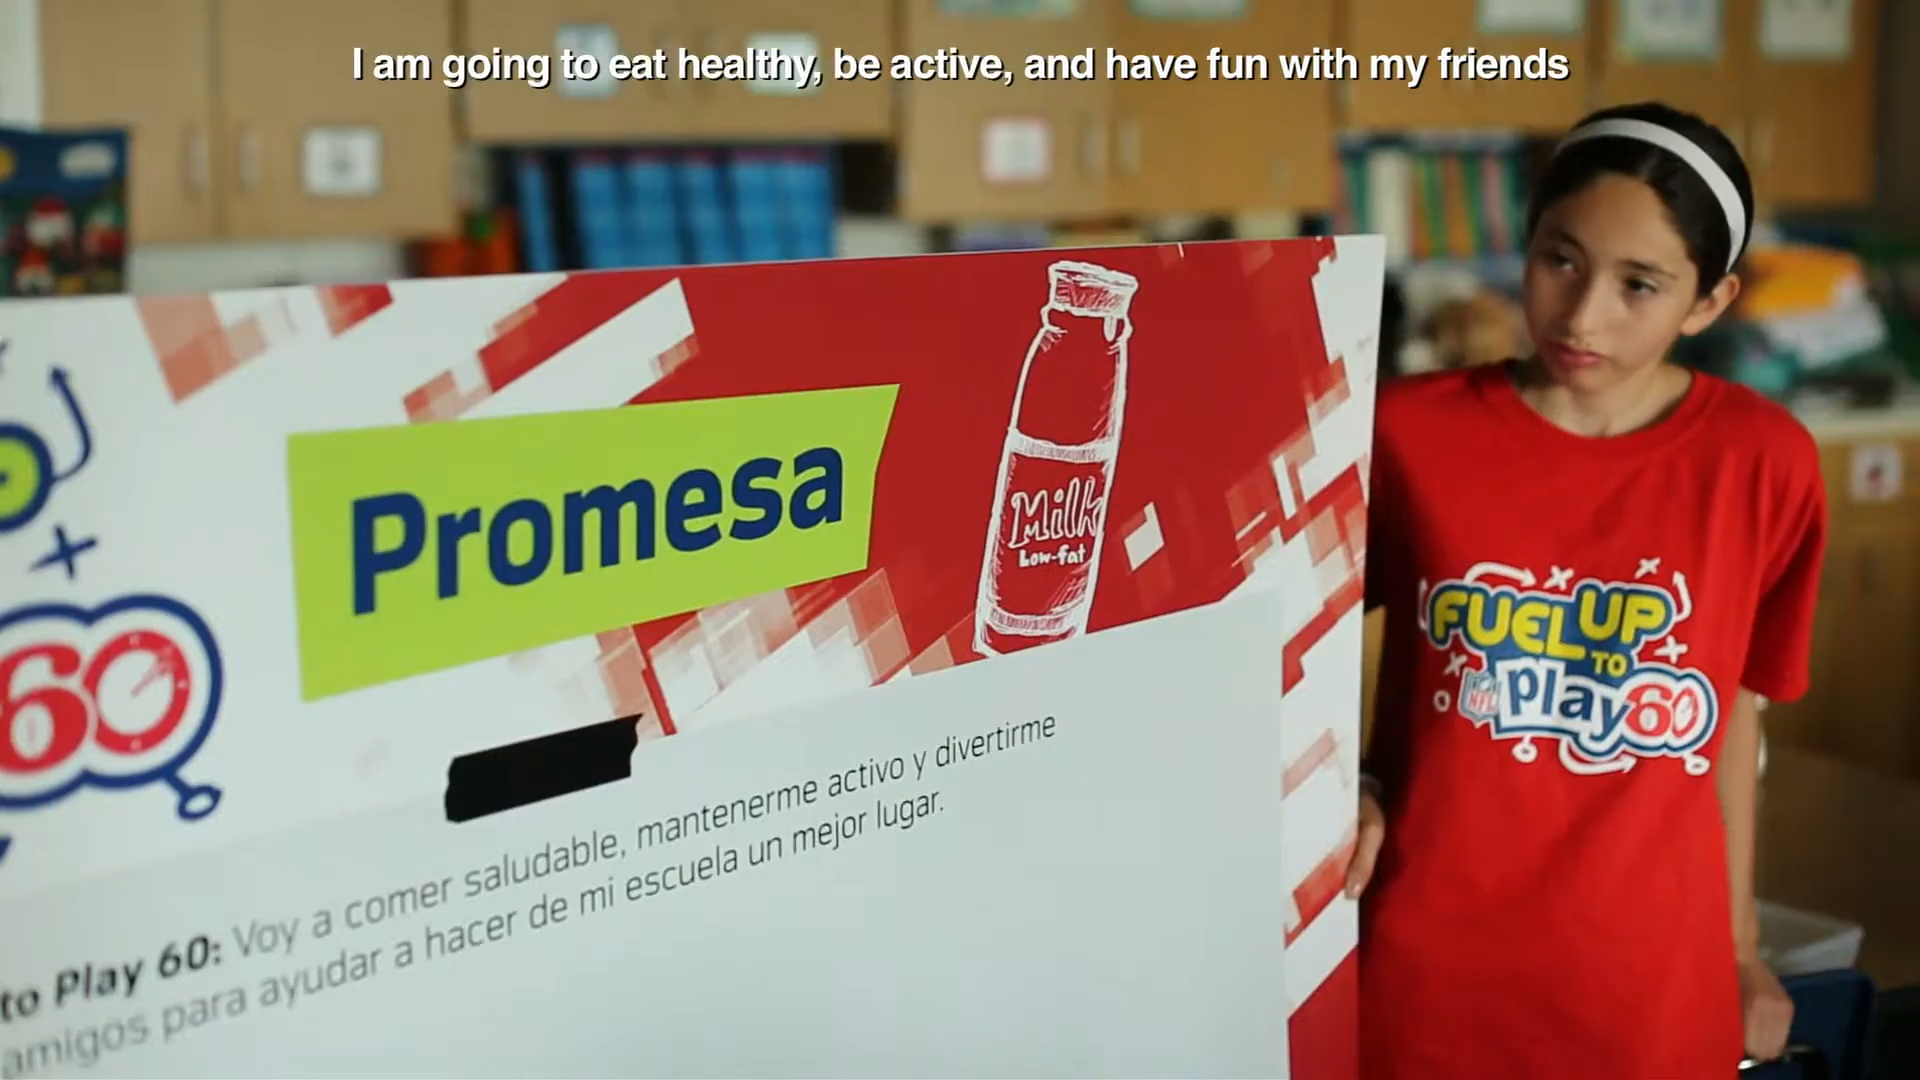 I am going to eat healthy, be active, and have fun with my friends
Promesa
Milk
Low-fat
60
to Play 60: Voy a comer saludable, mantenerme activo y divertirme
amigos para ayudar a hacer de mi escuela un mejor lugar.
FUEL UP
TO
NFL Play 60